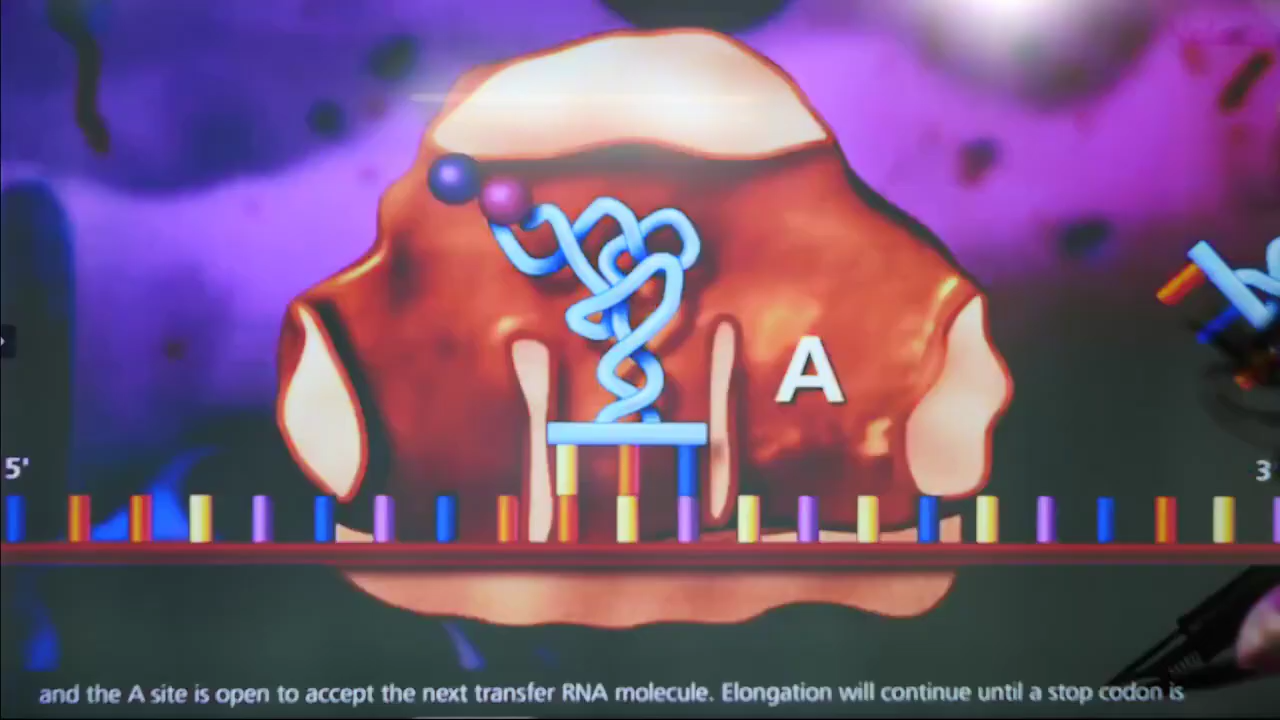 A
5'
3
and the A site is open to accept the next transfer RNA molecule. Elongation will continue until a stop codon is